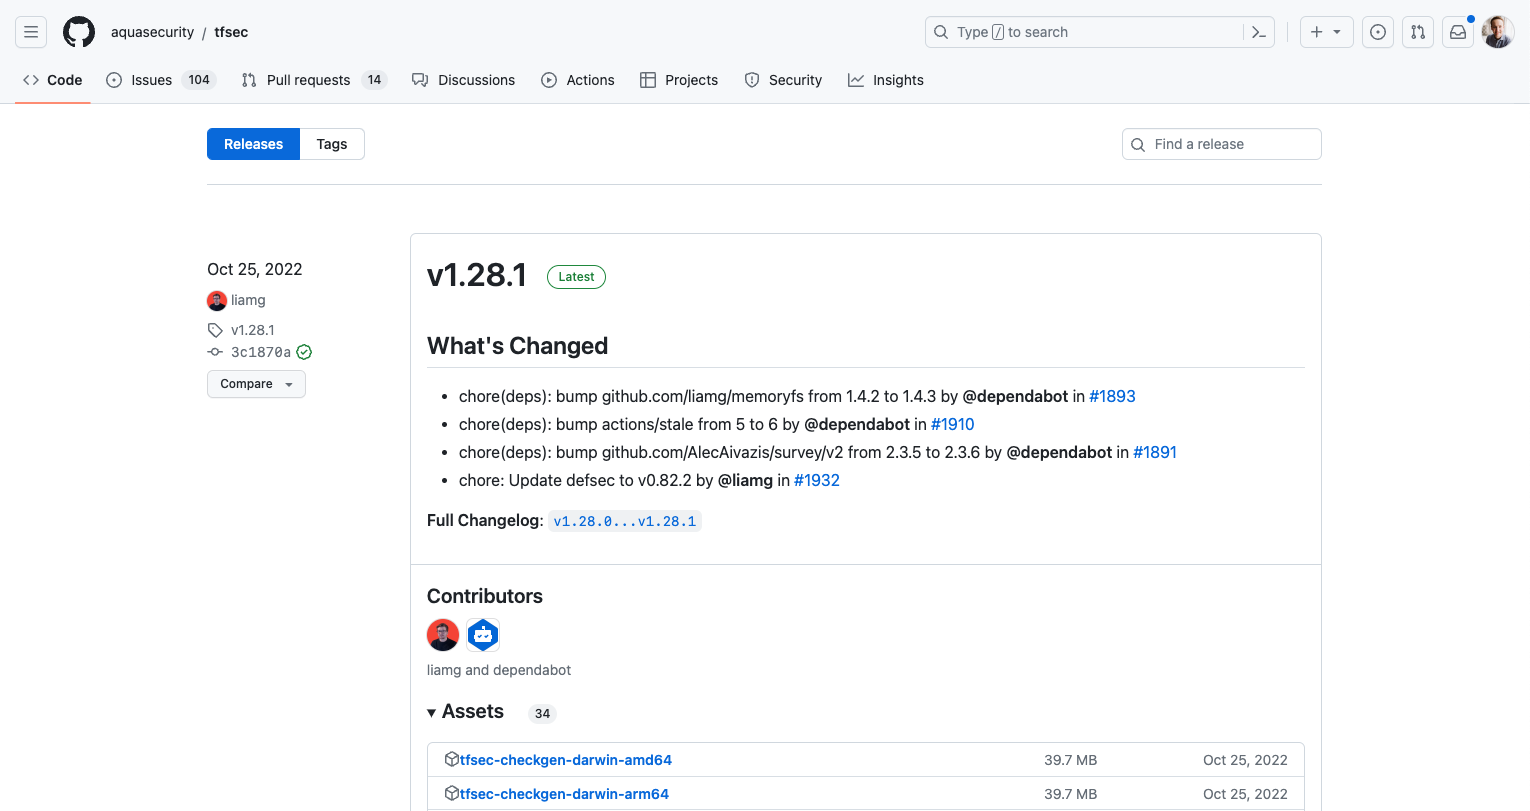 aquasecurity / tfsec
Type / to search
Code
Issues 104
Pull requests 14
Discussions
Actions
Projects
Security
Insights
Releases
Tags
Find a release
Oct 25, 2022
liamg
v1.28.1
3c1870a
Compare
v1.28.1 Latest
What's Changed
• chore(deps): bump github.com/liamg/memoryfs from 1.4.2 to 1.4.3 by @dependabot in #1893
• chore(deps): bump actions/stale from 5 to 6 by @dependabot in #1910
• chore(deps): bump github.com/AlecAivazis/survey/v2 from 2.3.5 to 2.3.6 by @dependabot in #1891
• chore: Update defsec to v0.82.2 by @liamg in #1932
Full Changelog: v1.28.0...v1.28.1
Contributors
liamg and dependabot
Assets 34
tfsec-checkgen-darwin-amd64 39.7 MB Oct 25, 2022
tfsec-checkgen-darwin-arm64 39.7 MB Oct 25, 2022